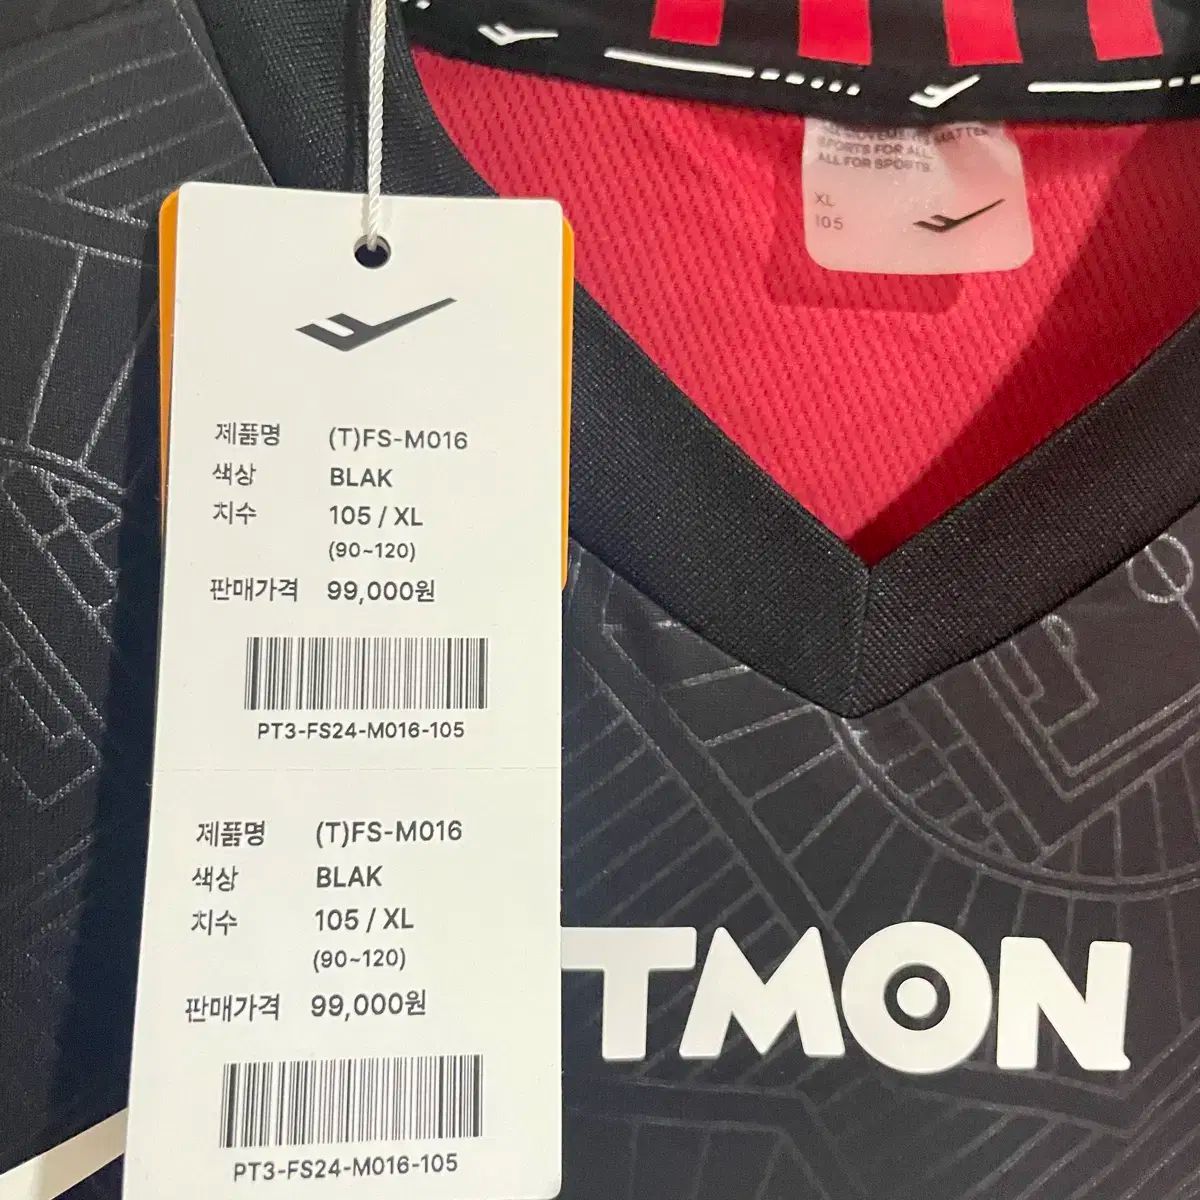 MOVEMENTS MATTER
SPORTS FOR ALL.
ALL FOR SPORTS.
XL
105
제품명 (T)FS-M016
색상 BLAK
치수 105 / XL
(90~120)
판매가격 99,000원
PT3-FS24-M016-105
제품명 (T)FS-M016
색상 BLAK
치수 105 / XL
(90~120)
판매가격 99,000원
PT3-FS24-M016-105
TMON